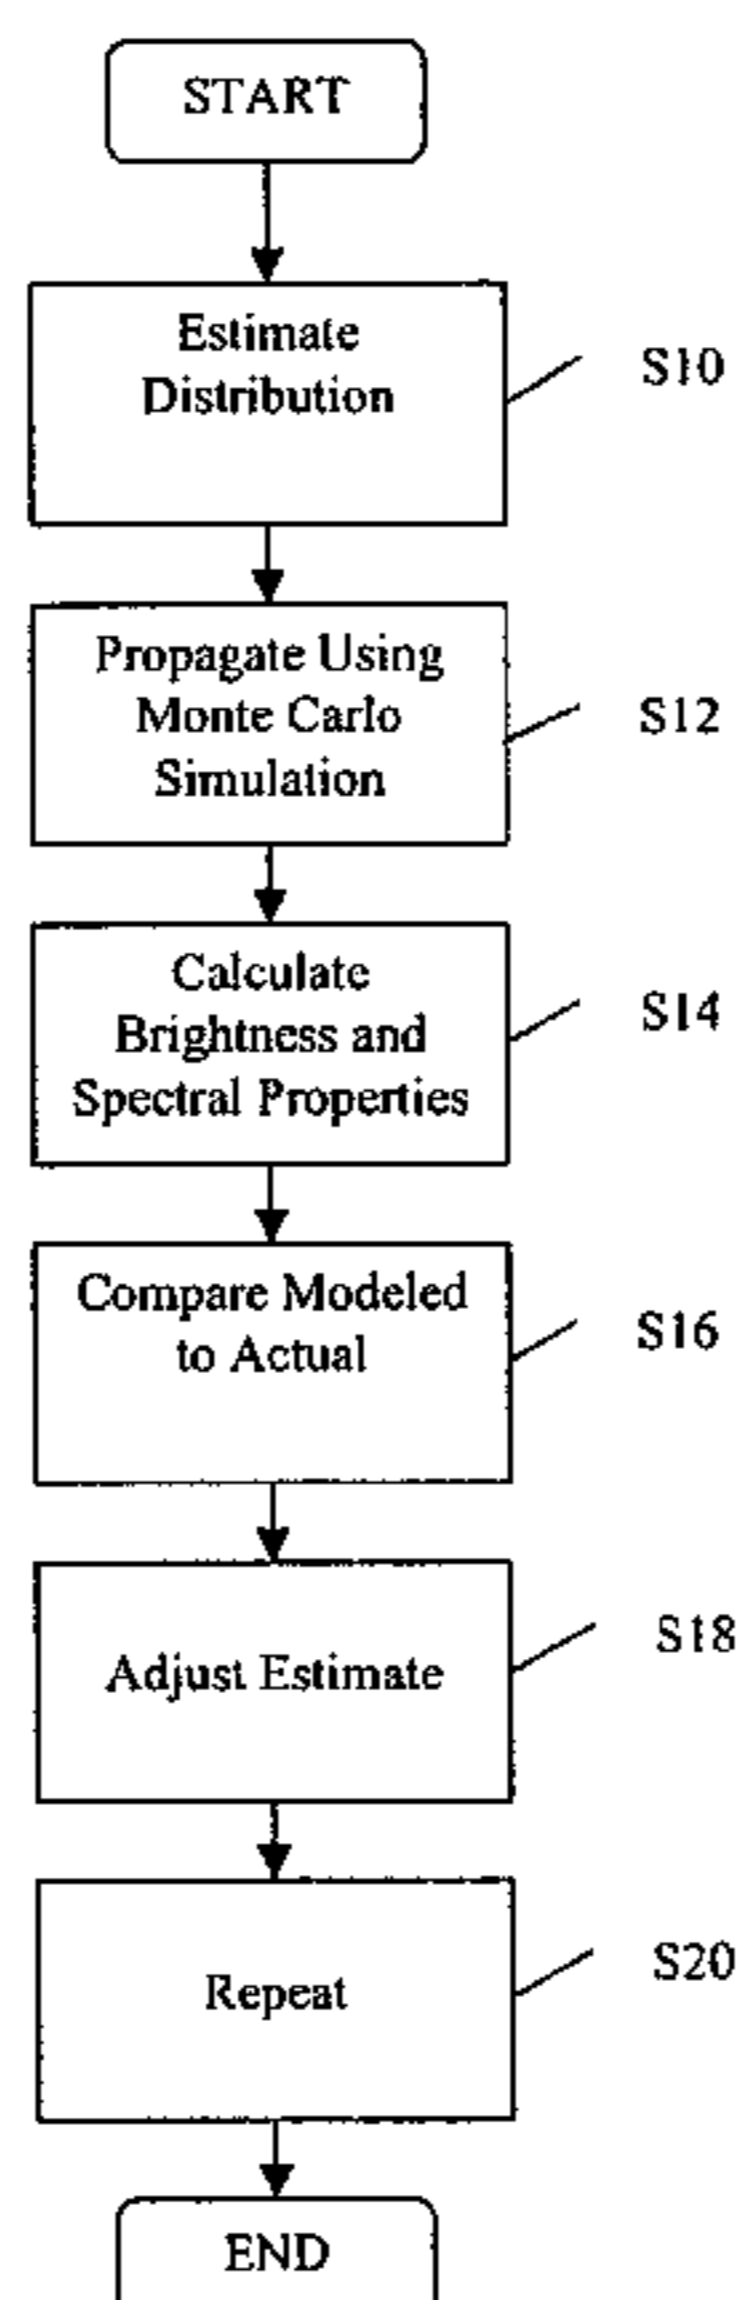 START
Estimate
Distribution
S10
Propagate Using
Monte Carlo
Simulation
S12
Calculate
Brightness and
Spectral Properties
S14
Compare Modeled
to Actual
S16
Adjust Estimate
S18
Repeat
S20
END